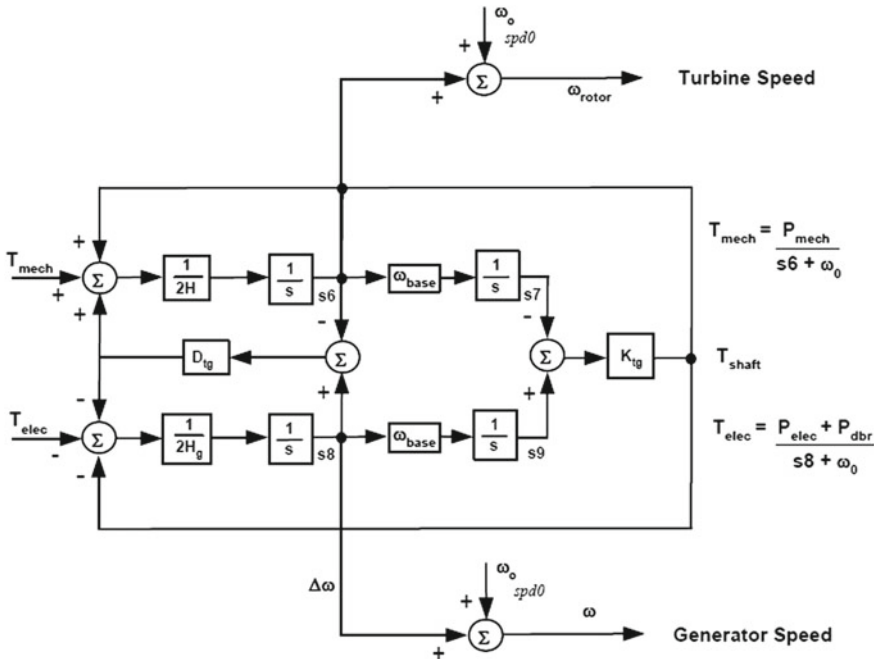 ω₀
spd0
+
Σ
+
ω_rotor
Turbine Speed
+
T_mech
+
Σ
+
1
2H
1
s
s6
ω_base
1
s
s7
T_mech = P_mech
s6 + ω₀
-
-
D_tg
Σ
+
Σ
+
K_tg
T_shaft
-
T_elec
-
Σ
-
1
2H_g
1
s
s8
ω_base
1
s
s9
T_elec = P_elec + P_dbr
s8 + ω₀
Δω
ω₀
spd0
+
Σ
+
ω
Generator Speed